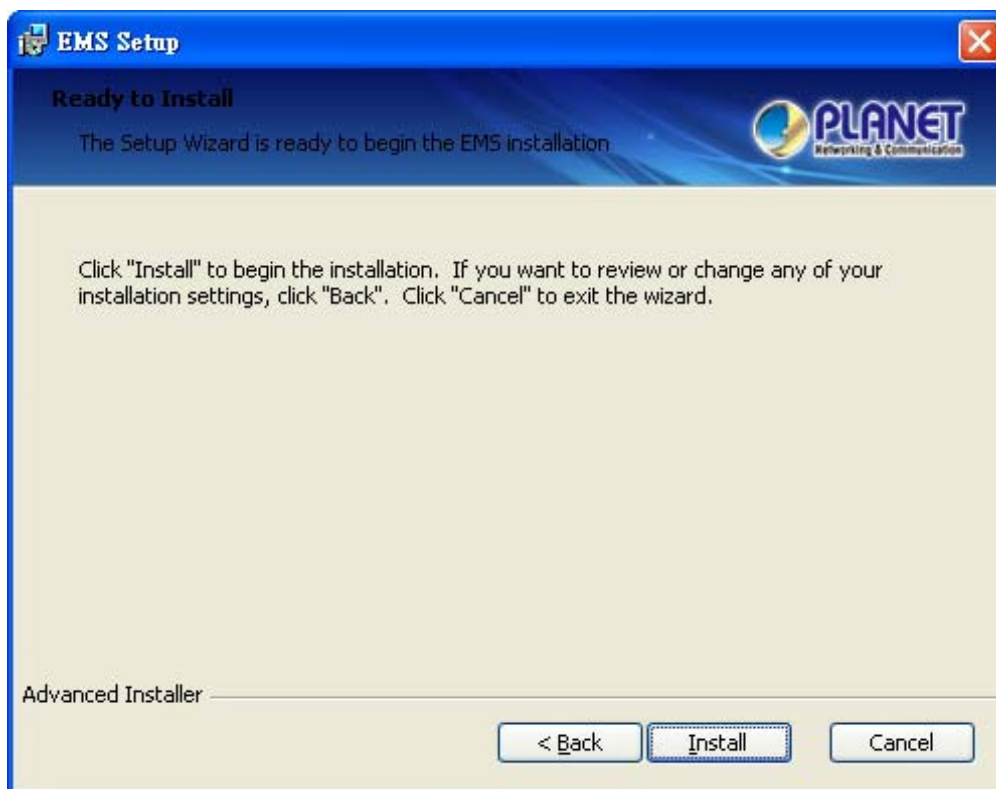 EMS Setup
Ready to Install
The Setup Wizard is ready to begin the EMS installation
PLANET
Networking & Communication
Click "Install" to begin the installation.  If you want to review or change any of your
installation settings, click "Back".  Click "Cancel" to exit the wizard.
Advanced Installer
< Back
Install
Cancel